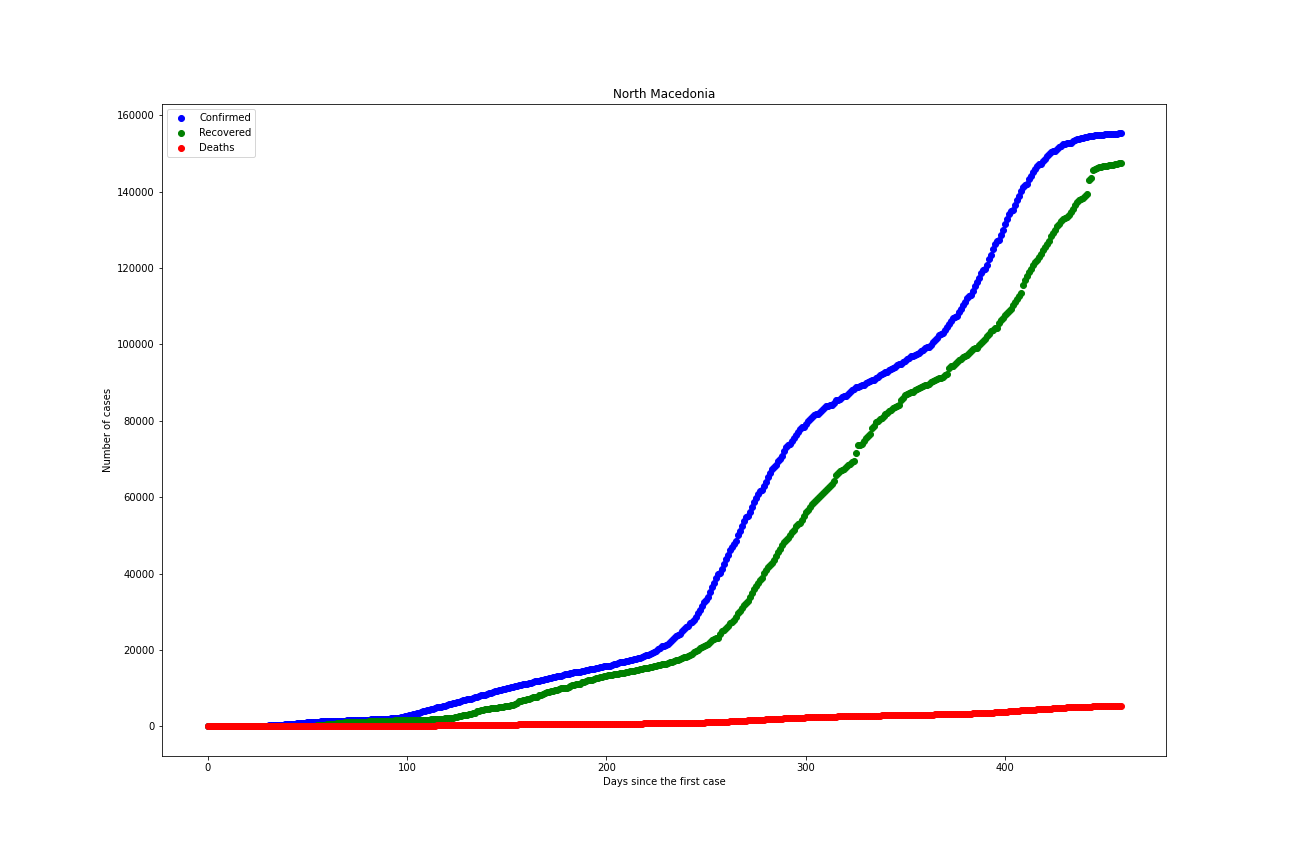 North Macedonia
Confirmed
Recovered
Deaths
160000
140000
120000
100000
80000
60000
40000
20000
0
Number of cases
0 100 200 300 400
Days since the first case